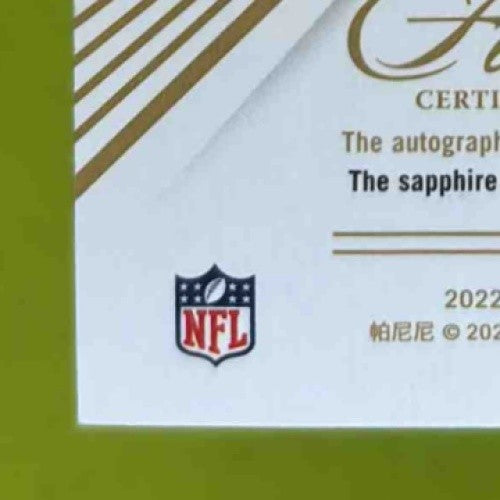 CERTI
The autograph
The sapphire
2022
帕尼尼 © 202
NFL